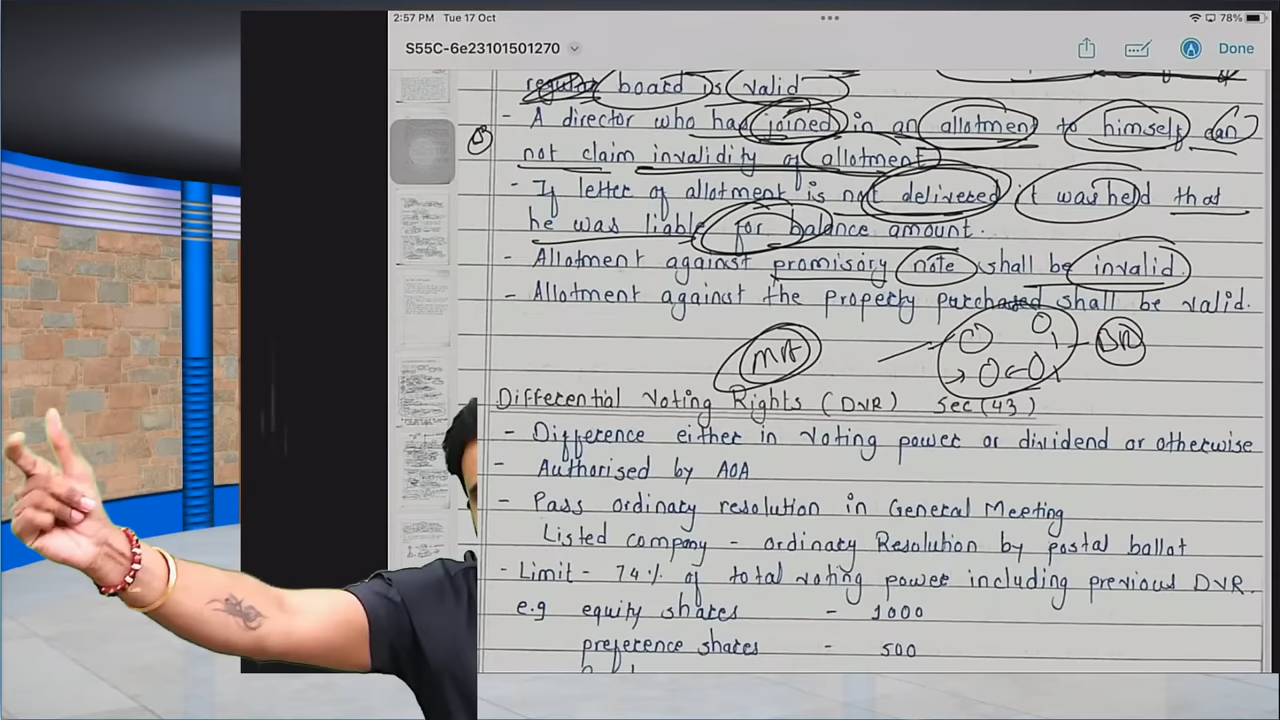 2:57 PM Tue 17 Oct
78%
S55C-6e23101501270
Done
regular board is valid
- A director who had joined in an allotment to himself can
not claim invalidity of allotment
- If letter of allotment is not delivered it was held that
he was liable for balance amount.
- Allotment against promisory note shall be invalid.
- Allotment against the property purchased shall be valid.
Differential Voting Rights (DVR) Sec (43)
- Difference either in voting power or dividend or otherwise
- Authorised by AOA
- Pass ordinary resolution in General Meeting
Listed company - ordinary Resolution by postal ballot
- Limit - 74% of total voting power including previous DVR.
e.g equity shares - 1000
preference shares - 500